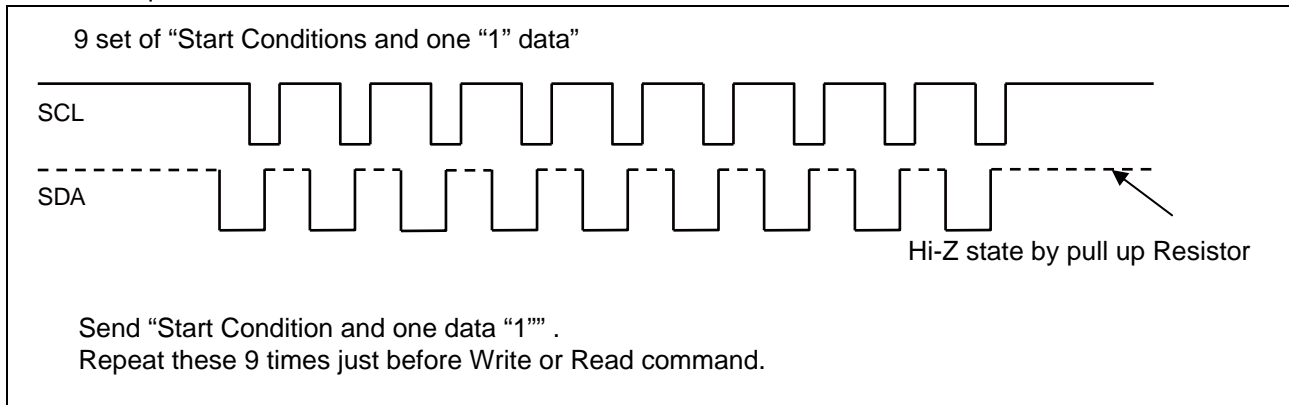 9 set of “Start Conditions and one “1” data”
SCL
SDA
Hi-Z state by pull up Resistor
Send “Start Condition and one data “1”” .
Repeat these 9 times just before Write or Read command.